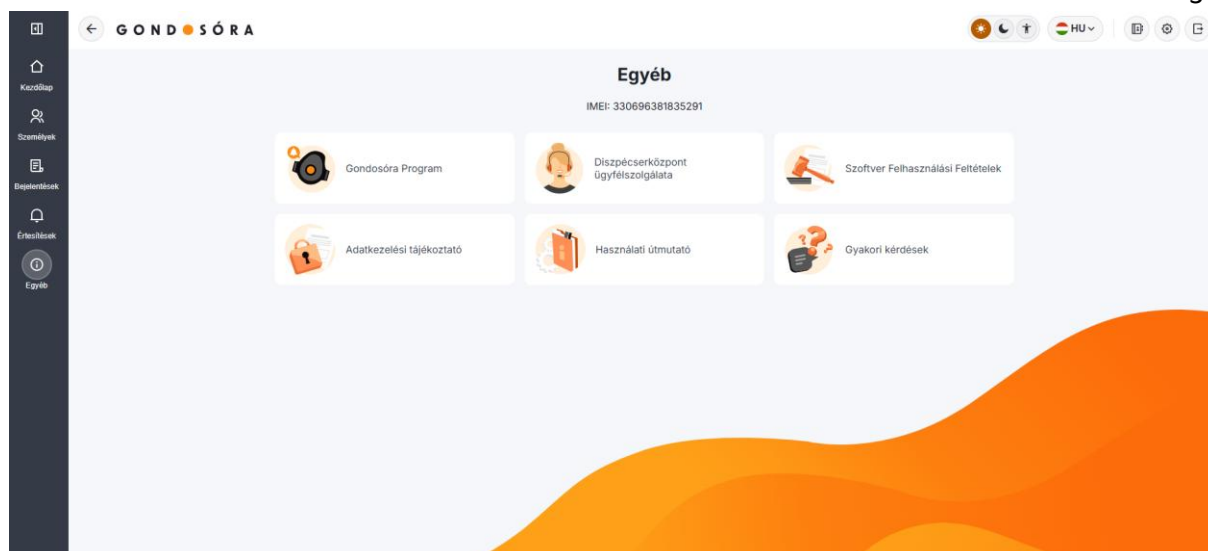 GONDOSÓRA
HU
Kezdőlap
Személyek
Bejelentések
Értesítések
Egyéb
Egyéb
IMEI: 330696381835291
Gondosóra Program
Diszpécserközpont
ügyfélszolgálata
Szoftver Felhasználási Feltételek
Adatkezelési tájékoztató
Használati útmutató
Gyakori kérdések